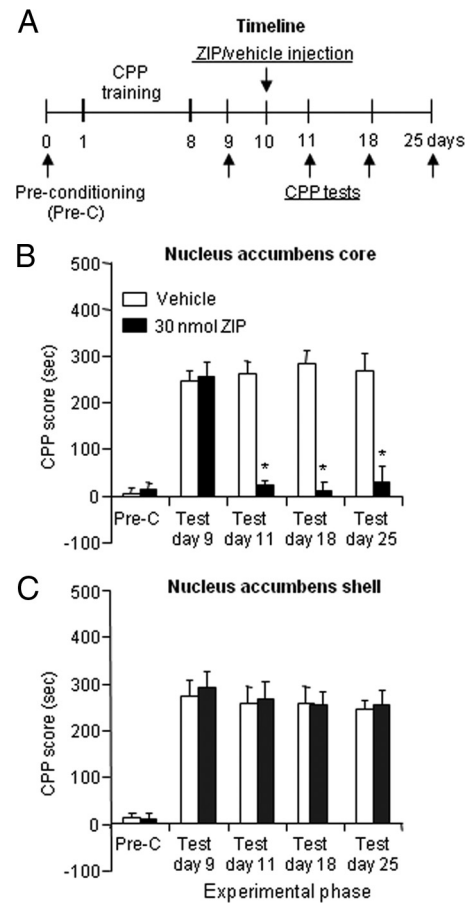 A
Timeline
ZIP/vehicle injection
CPP
training
0 1 8 9 10 11 18 25 days
Pre-conditioning
(Pre-C)
CPP tests
B
Nucleus accumbens core
500
400
300
200
100
0
-100
CPP score (sec)
Vehicle
30 nmol ZIP
* * *
Pre-C Test Test Test Test
day 9 day 11 day 18 day 25
C
Nucleus accumbens shell
500
400
300
200
100
0
-100
CPP score (sec)
Pre-C Test Test Test Test
day 9 day 11 day 18 day 25
Experimental phase